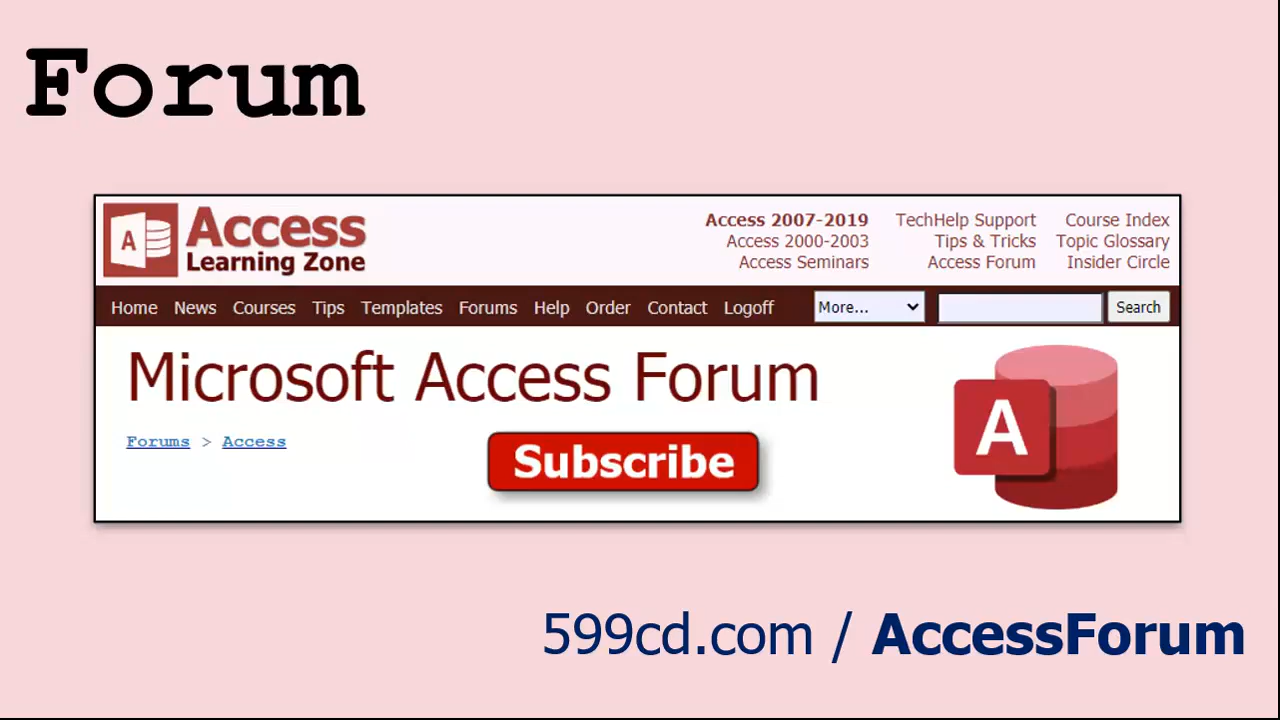 Forum
A
Access
Learning Zone
Access 2007-2019 TechHelp Support Course Index
Access 2000-2003 Tips & Tricks Topic Glossary
Access Seminars Access Forum Insider Circle
Home News Courses Tips Templates Forums Help Order Contact Logoff More... Search
Microsoft Access Forum
A
Forums > Access
Subscribe
599cd.com / AccessForum